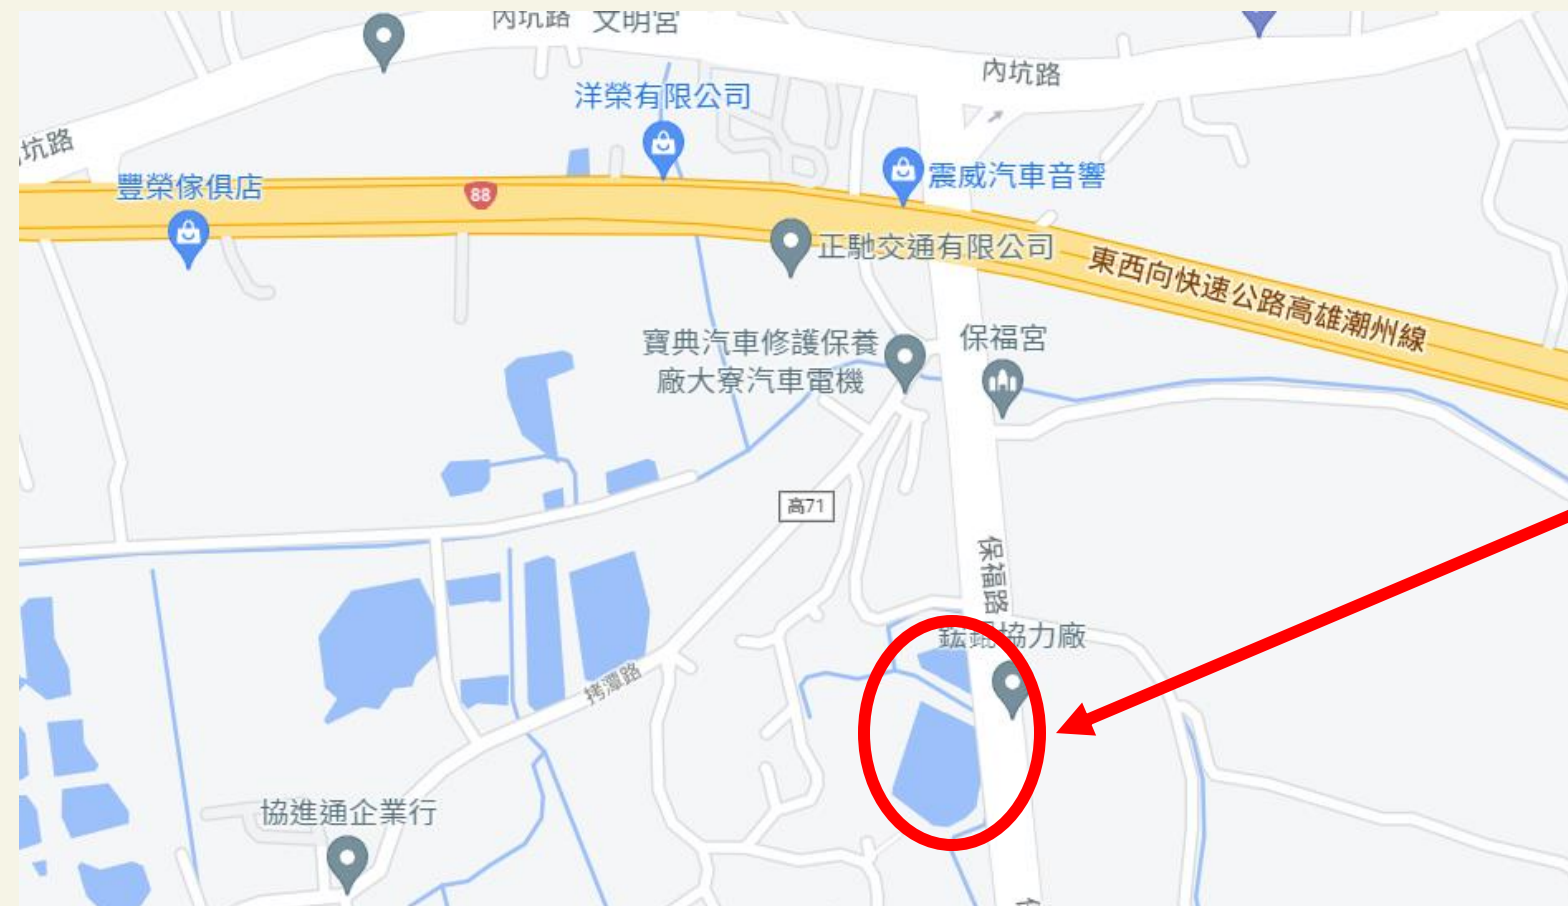 內坑路
文明宮
內坑路
洋榮有限公司
坑路
豐榮傢俱店
88
震威汽車音響
正馳交通有限公司
東西向快速公路高雄潮州線
寶典汽車修護保養
廠大寮汽車電機
保福宮
高71
保福路
鈜錕協力廠
拷潭路
協進通企業行